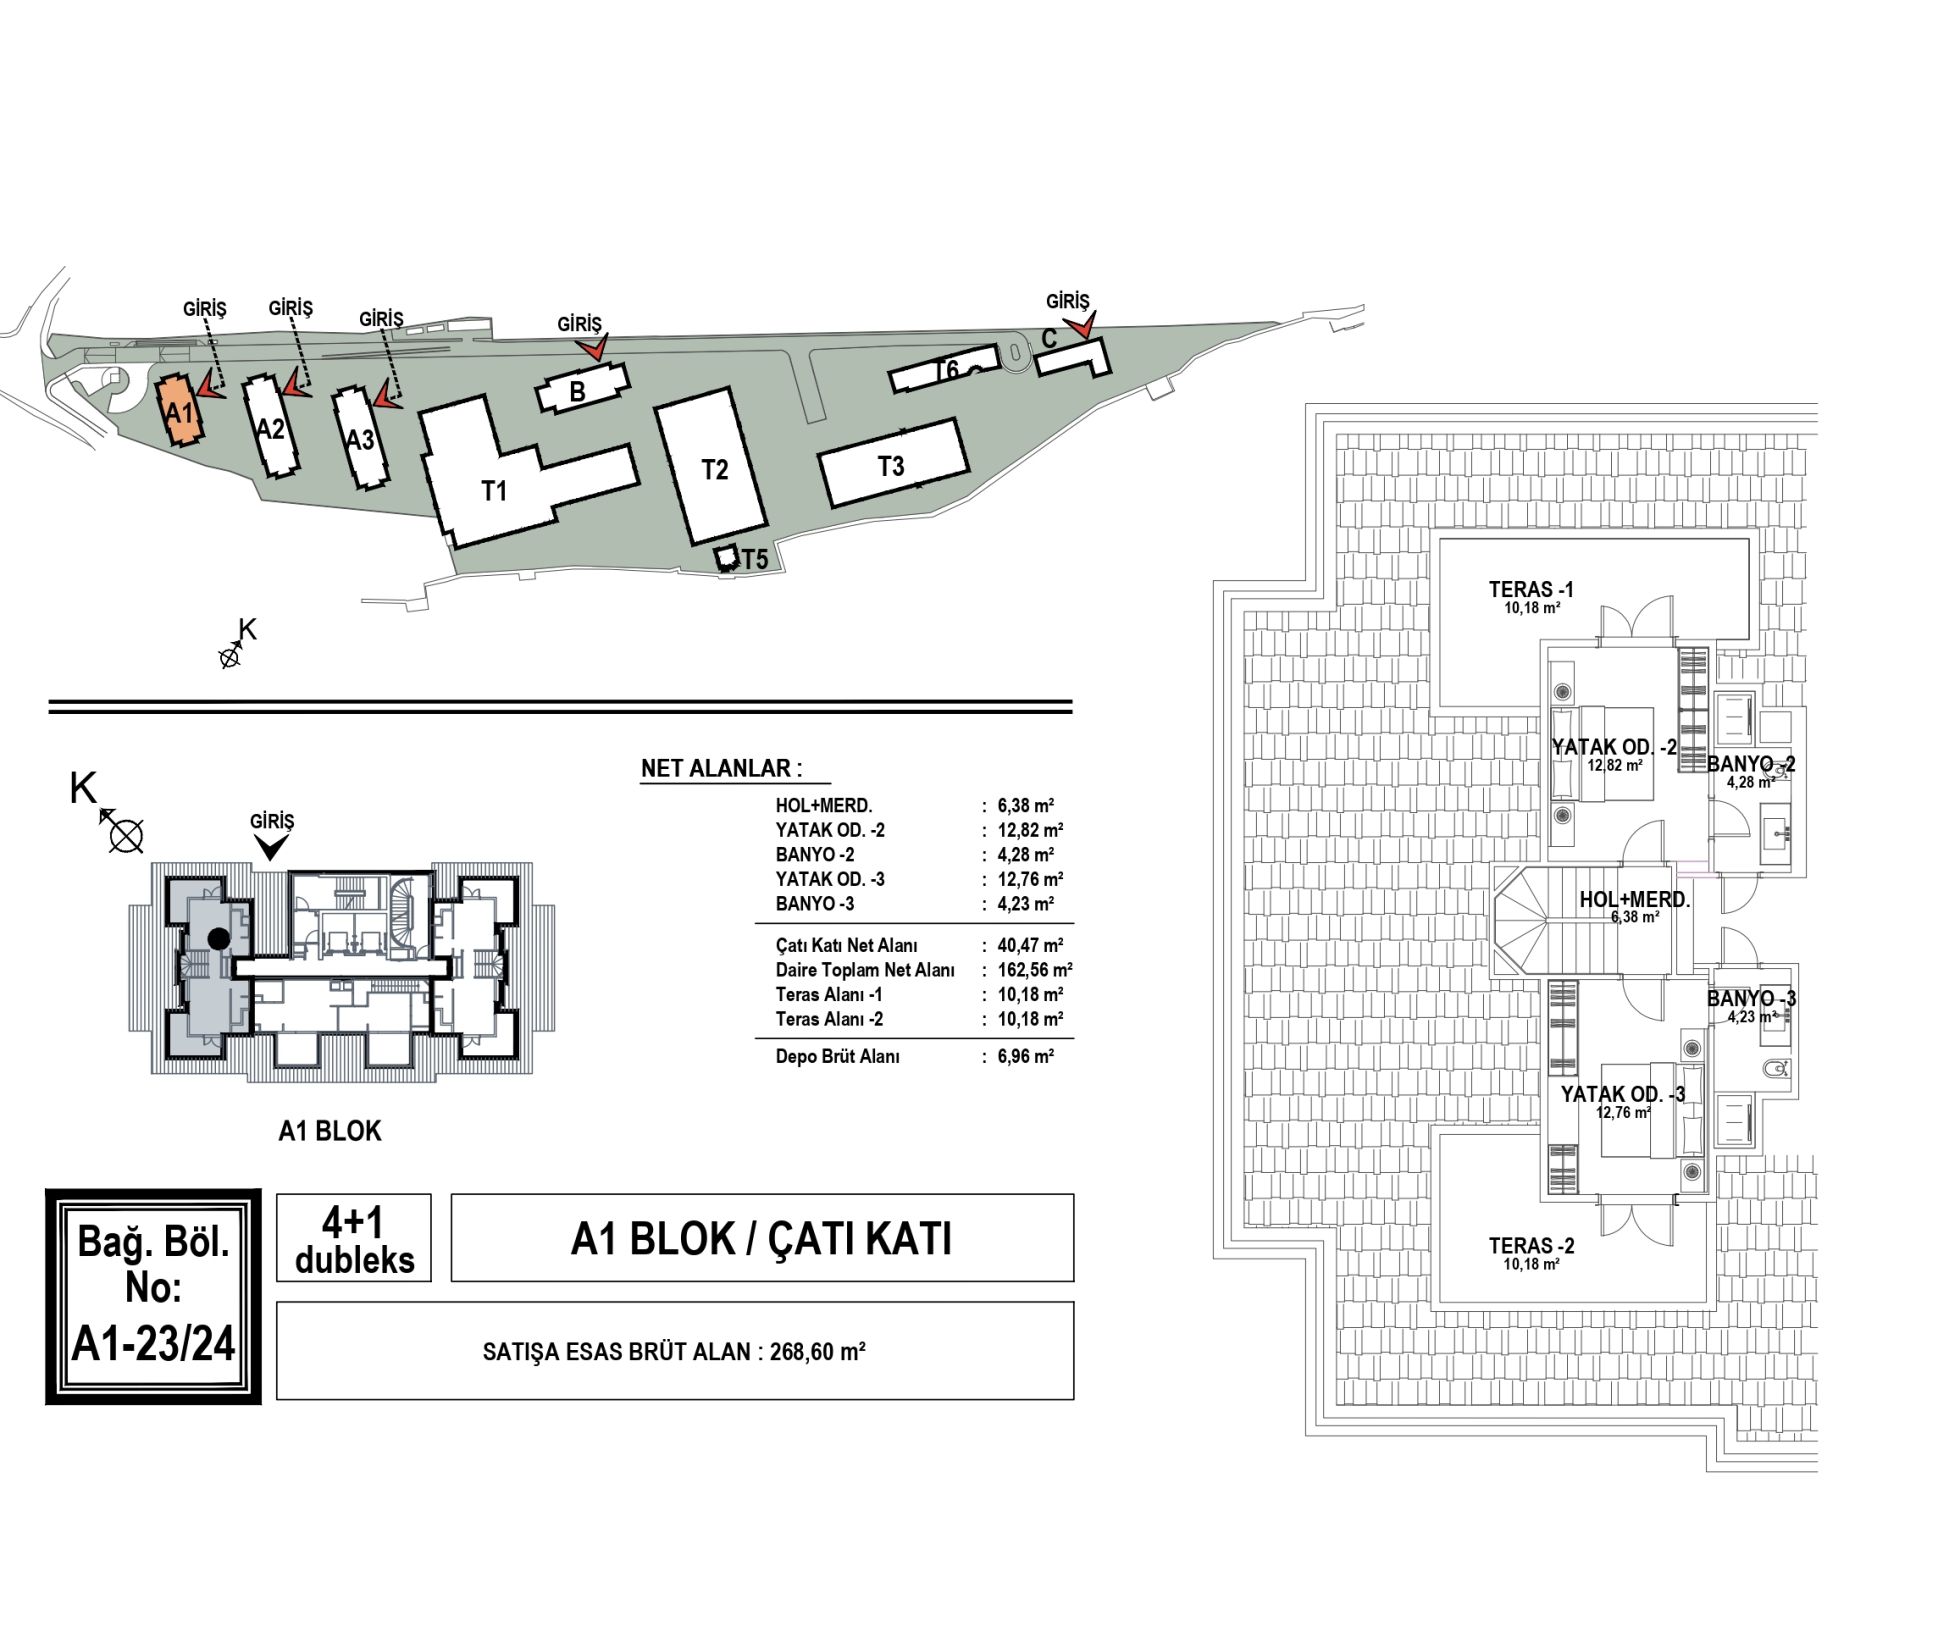 GİRİŞ
GİRİŞ
GİRİŞ
GİRİŞ
GİRİŞ
A1
A2
A3
B
C
T1
T2
T3
T5
T6
K
K
GİRİŞ
A1 BLOK
NET ALANLAR :
HOL+MERD. : 6,38 m²
YATAK OD. -2 : 12,82 m²
BANYO -2 : 4,28 m²
YATAK OD. -3 : 12,76 m²
BANYO -3 : 4,23 m²
Çatı Katı Net Alanı : 40,47 m²
Daire Toplam Net Alanı : 162,56 m²
Teras Alanı -1 : 10,18 m²
Teras Alanı -2 : 10,18 m²
Depo Brüt Alanı : 6,96 m²
Bağ. Böl.
No:
A1-23/24
4+1
dubleks
A1 BLOK / ÇATI KATI
SATIŞA ESAS BRÜT ALAN : 268,60 m²
TERAS -1
10,18 m²
YATAK OD. -2
12,82 m²
BANYO -2
4,28 m²
HOL+MERD.
6,38 m²
BANYO -3
4,23 m²
YATAK OD. -3
12,76 m²
TERAS -2
10,18 m²